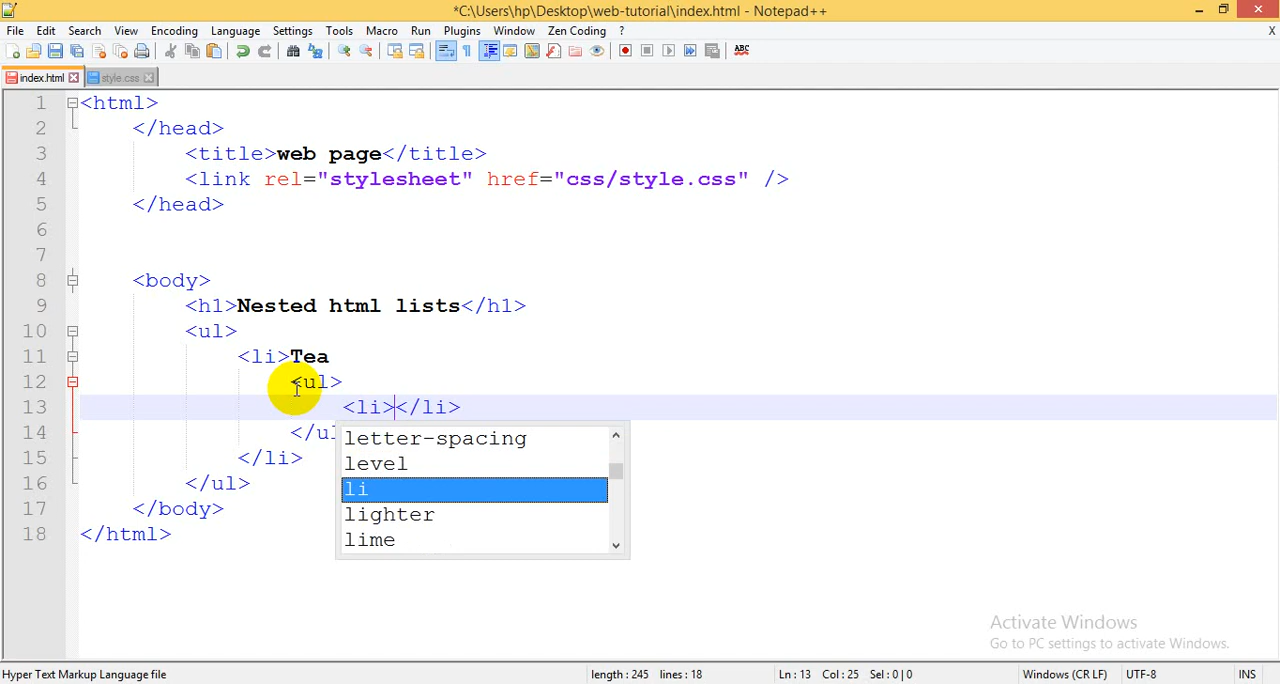 *C:\Users\hp\Desktop\web-tutorial\index.html - Notepad++
File Edit Search View Encoding Language Settings Tools Macro Run Plugins Window Zen Coding ? X
ABC
index.html style.css
1 <html>
2 </head>
3 <title>web page</title>
4 <link rel="stylesheet" href="css/style.css" />
5 </head>
6
7
8 <body>
9 <h1>Nested html lists</h1>
10 <ul>
11 <li>Tea
12 <ul>
13 <li></li>
14 </ul
letter-spacing
level
15 </li>
li
16 </ul>
lighter
17 </body>
lime
18 </html>
Activate Windows
Go to PC settings to activate Windows.
Hyper Text Markup Language file length : 245 lines : 18 Ln : 13 Col : 25 Sel : 0 | 0 Windows (CR LF) UTF-8 INS